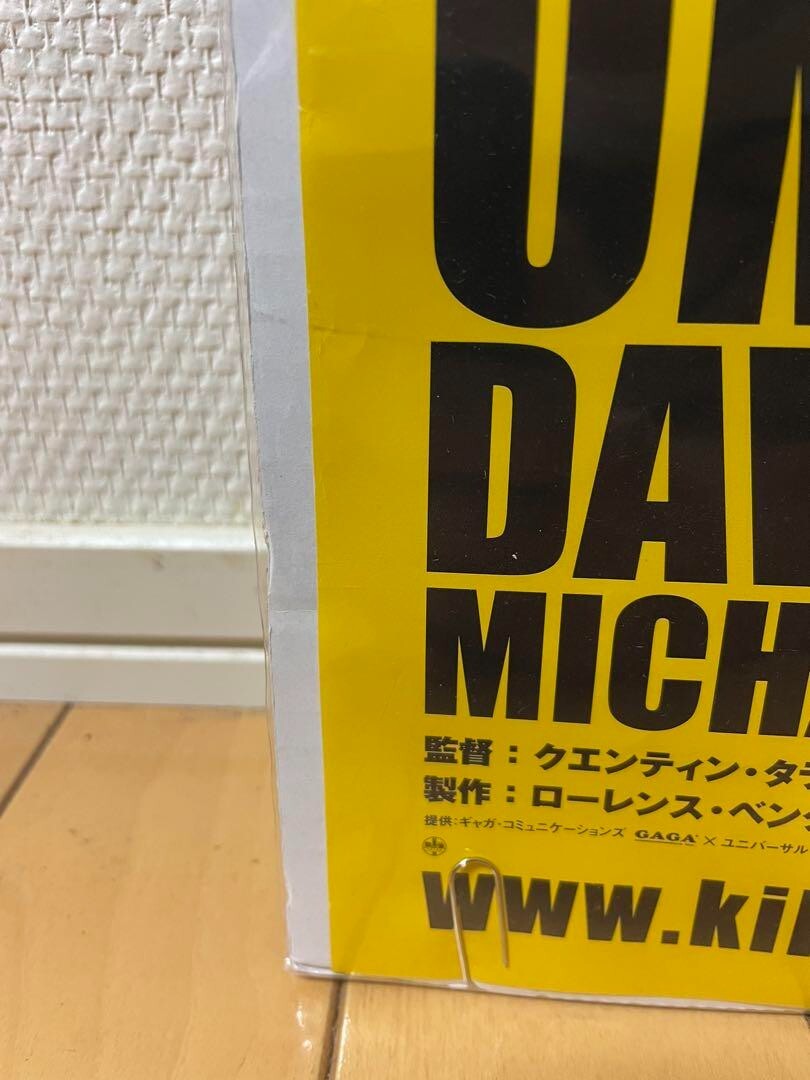 UM
DA
MICH
監督：クエンティン・タラ
製作：ローレンス・ベン
提供：ギャガ・コミュニケーションズ GAGA × ユニバーサル
www.kil